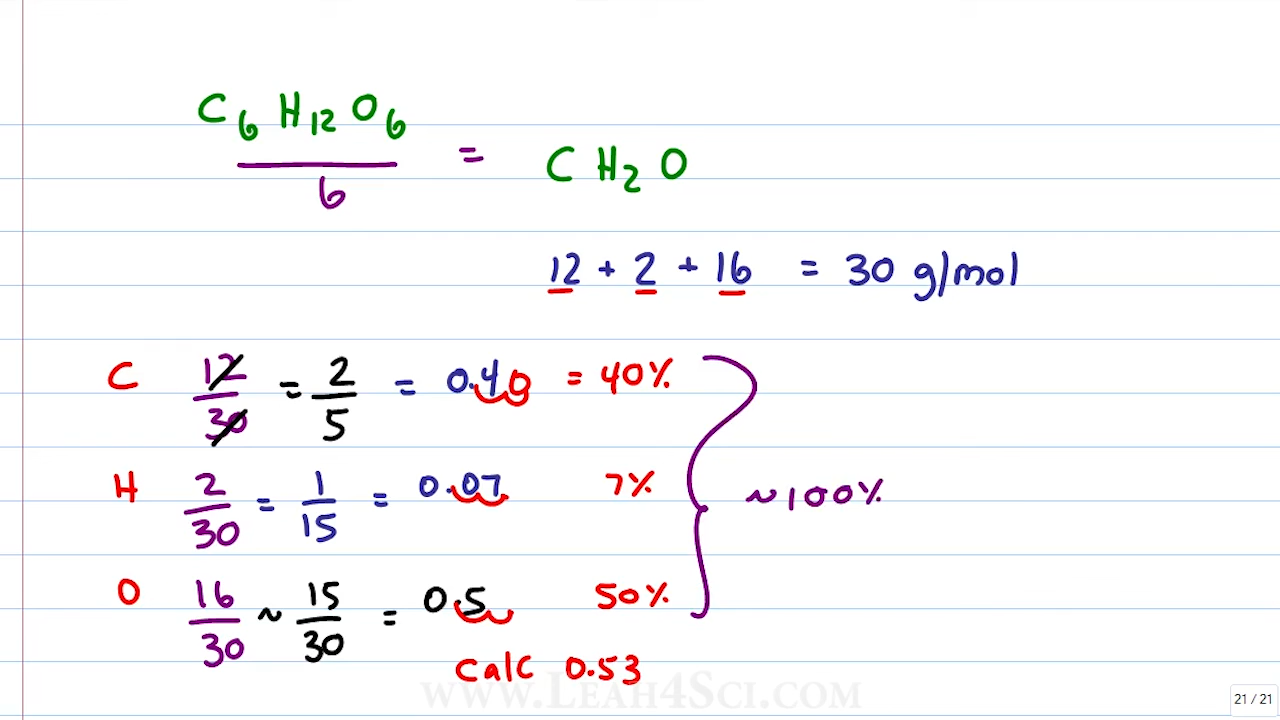 C6H12O6 / 6 = CH2O
12 + 2 + 16 = 30 g/mol
C 12/30 = 2/5 = 0.40 = 40%
H 2/30 = 1/15 = 0.07 7%
~100%
O 16/30 ~ 15/30 = 0.5 50%
Calc 0.53
www.Leah4Sci.com
21 / 21